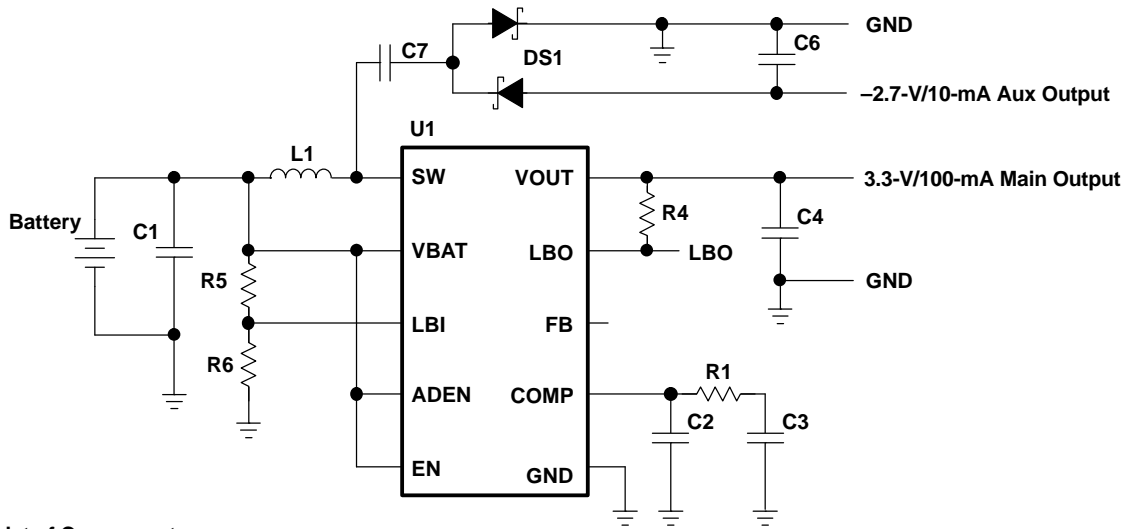 GND
C7
C6
DS1
–2.7-V/10-mA Aux Output
U1
L1
SW
VOUT
3.3-V/100-mA Main Output
R4
C4
Battery
C1
VBAT
LBO
LBO
R5
GND
LBI
FB
R6
R1
ADEN
COMP
C2
C3
EN
GND